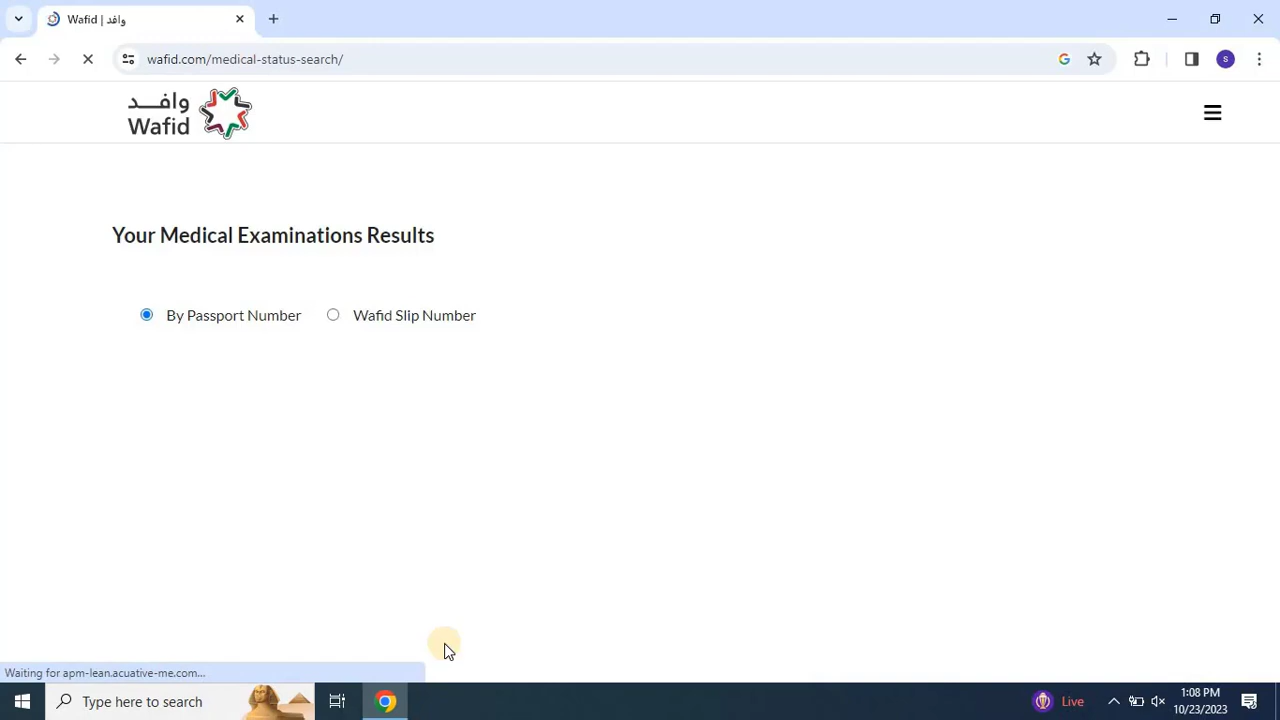 Wafid | وافد
wafid.com/medical-status-search/
S
وافــد
Wafid
Your Medical Examinations Results
By Passport Number
Wafid Slip Number
Waiting for apm-lean.acuative-me.com...
Type here to search
Live
1:08 PM
10/23/2023